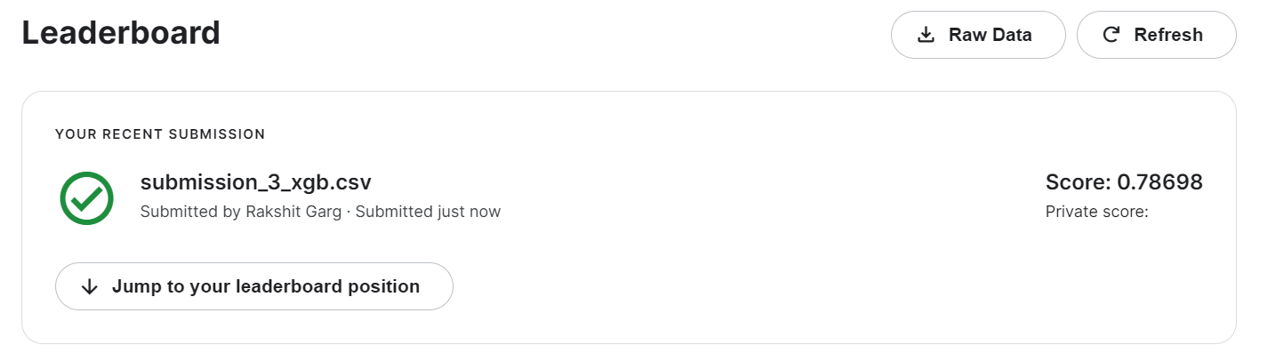 Leaderboard
Raw Data
Refresh
YOUR RECENT SUBMISSION
submission_3_xgb.csv
Score: 0.78698
Submitted by Rakshit Garg · Submitted just now
Private score:
Jump to your leaderboard position